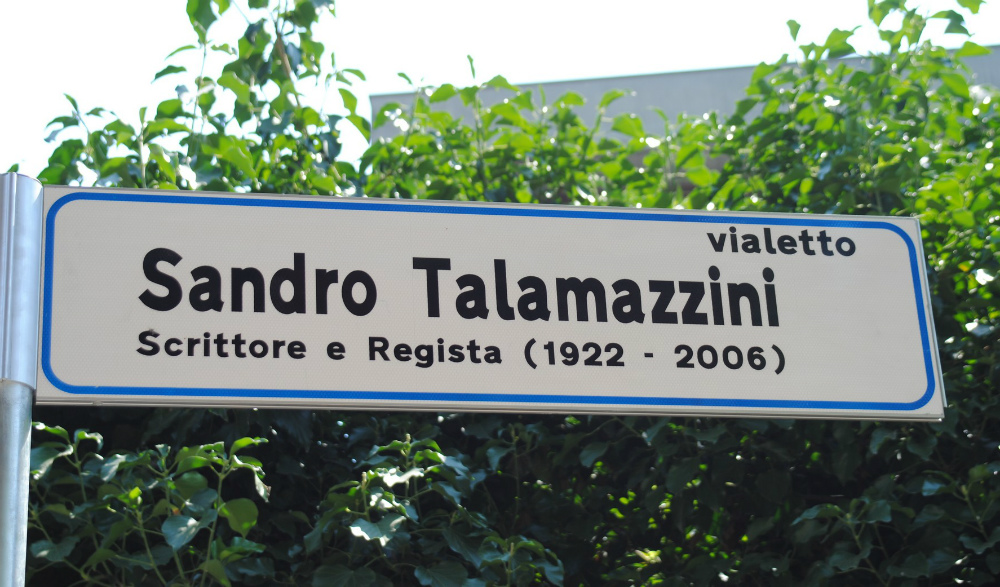 vialetto
Sandro Talamazzini
Scrittore e Regista (1922 - 2006)